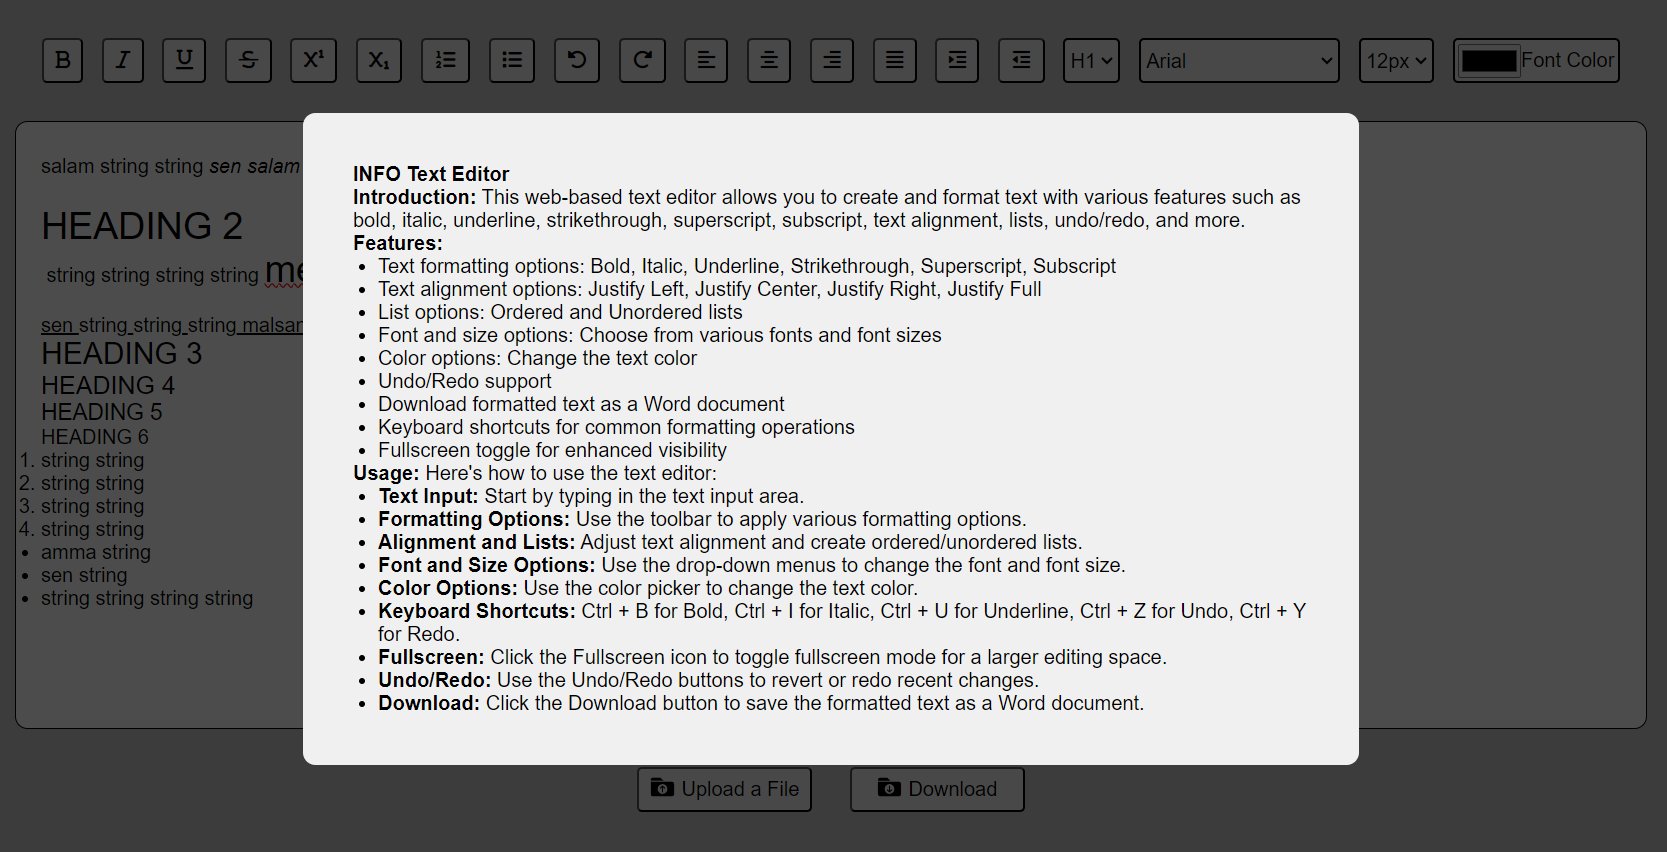 B I U S X¹ X₁ H1 Arial 12px Font Color
salam string string sen salam
HEADING 2
string string string string
sen string string string
HEADING 3
HEADING 4
HEADING 5
HEADING 6
1. string string
2. string string
3. string string
4. string string
• amma string
• sen string
• string string string string
INFO Text Editor
Introduction: This web-based text editor allows you to create and format text with various features such as
bold, italic, underline, strikethrough, superscript, subscript, text alignment, lists, undo/redo, and more.
Features:
• Text formatting options: Bold, Italic, Underline, Strikethrough, Superscript, Subscript
• Text alignment options: Justify Left, Justify Center, Justify Right, Justify Full
• List options: Ordered and Unordered lists
• Font and size options: Choose from various fonts and font sizes
• Color options: Change the text color
• Undo/Redo support
• Download formatted text as a Word document
• Keyboard shortcuts for common formatting operations
• Fullscreen toggle for enhanced visibility
Usage: Here's how to use the text editor:
• Text Input: Start by typing in the text input area.
• Formatting Options: Use the toolbar to apply various formatting options.
• Alignment and Lists: Adjust text alignment and create ordered/unordered lists.
• Font and Size Options: Use the drop-down menus to change the font and font size.
• Color Options: Use the color picker to change the text color.
• Keyboard Shortcuts: Ctrl + B for Bold, Ctrl + I for Italic, Ctrl + U for Underline, Ctrl + Z for Undo, Ctrl + Y
for Redo.
• Fullscreen: Click the Fullscreen icon to toggle fullscreen mode for a larger editing space.
• Undo/Redo: Use the Undo/Redo buttons to revert or redo recent changes.
• Download: Click the Download button to save the formatted text as a Word document.
Upload a File
Download